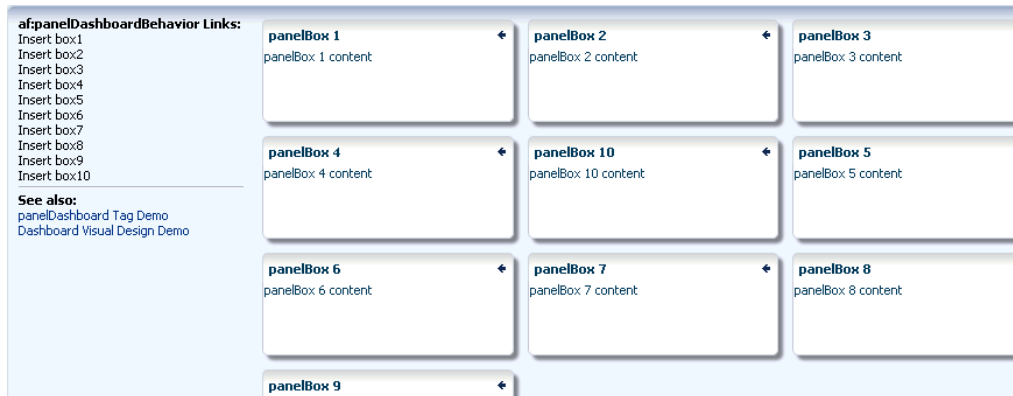 af:panelDashboardBehavior Links:
Insert box1
Insert box2
Insert box3
Insert box4
Insert box5
Insert box6
Insert box7
Insert box8
Insert box9
Insert box10
See also:
panelDashboard Tag Demo
Dashboard Visual Design Demo
panelBox 1
panelBox 1 content
panelBox 2
panelBox 2 content
panelBox 3
panelBox 3 content
panelBox 4
panelBox 4 content
panelBox 10
panelBox 10 content
panelBox 5
panelBox 5 content
panelBox 6
panelBox 6 content
panelBox 7
panelBox 7 content
panelBox 8
panelBox 8 content
panelBox 9